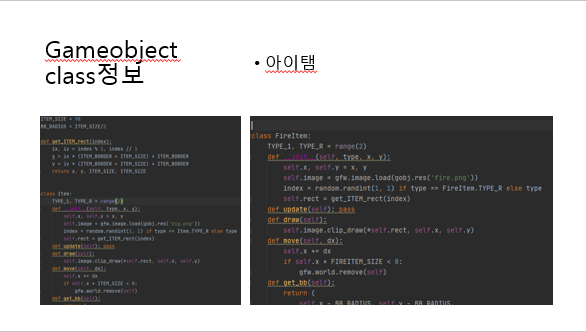 Gameobject
class정보
• 아이탬
ITEM_SIZE = 98
BB_RADIUS = ITEM_SIZE/2
def get_ITEM_rect(index):
ix, iy = index % 1, index // 1
x = ix * (ITEM_BORDER + ITEM_SIZE) + ITEM_BORDER
y = iy * (ITEM_BORDER + ITEM_SIZE) + ITEM_BORDER
return x, y, ITEM_SIZE, ITEM_SIZE
class Item:
TYPE_1, TYPE_R = range(2)
def __init__(self, type, x, y):
self.x, self.y = x, y
self.image = gfw.image.load(gobj.res('
index = random.randint(1, 1) if type == Item.TYPE_R else type
self.rect = get_ITEM_rect(index)
def update(self): pass
def draw(self):
self.image.clip_draw(*self.rect, self.x, self.y)
def move(self, dx):
self.x += dx
if self.x + ITEM_SIZE < 0:
gfw.world.remove(self)
def get_bb(self):
class FireItem:
TYPE_1, TYPE_R = range(2)
def __init__(self, type, x, y):
self.x, self.y = x, y
self.image = gfw.image.load(gobj.res('fire.png'))
index = random.randint(1, 1) if type == FireItem.TYPE_R else type
self.rect = get_ITEM_rect(index)
def update(self): pass
def draw(self):
self.image.clip_draw(*self.rect, self.x, self.y)
def move(self, dx):
self.x += dx
if self.x + FIREITEM_SIZE < 0:
gfw.world.remove(self)
def get_bb(self):
return (
self.x - BB_RADIUS, self.y - BB_RADIUS,